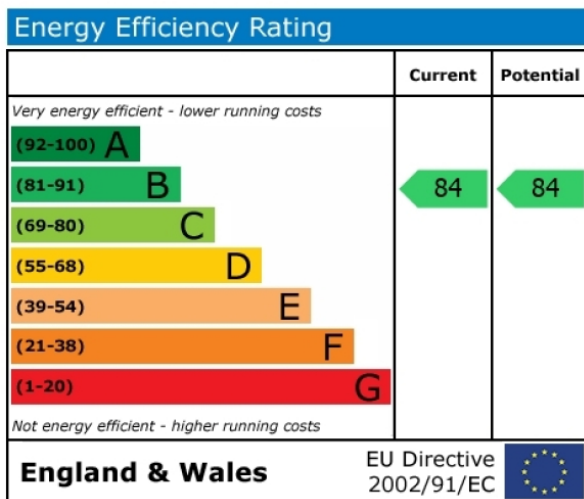 Energy Efficiency Rating
Current Potential
Very energy efficient - lower running costs
(92-100) A
(81-91) B 84 84
(69-80) C
(55-68) D
(39-54) E
(21-38) F
(1-20) G
Not energy efficient - higher running costs
England & Wales
EU Directive
2002/91/EC